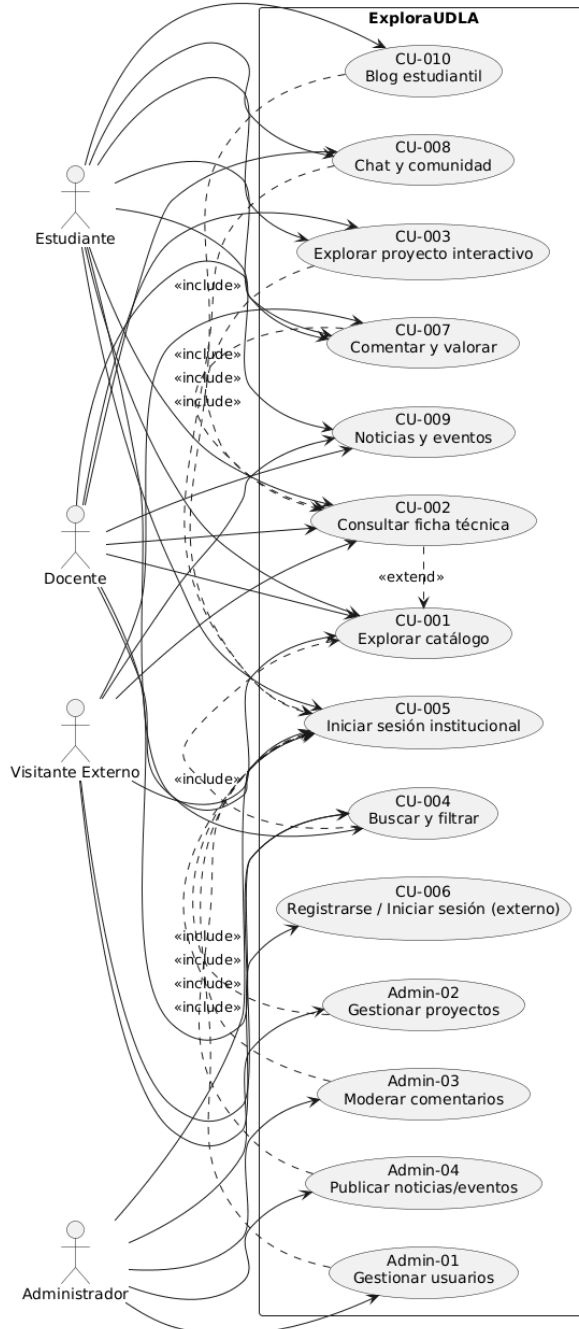 ExploraUDLA
CU-010
Blog estudiantil
CU-008
Chat y comunidad
Estudiante
CU-003
Explorar proyecto interactivo
«include»
CU-007
Comentar y valorar
«include»
«include»
«include»
CU-009
Noticias y eventos
CU-002
Consultar ficha técnica
Docente
«extend»
CU-001
Explorar catálogo
CU-005
Iniciar sesión institucional
Visitante Externo
«include»
CU-004
Buscar y filtrar
CU-006
Registrarse / Iniciar sesión (externo)
«include»
«include»
«include»
«include»
Admin-02
Gestionar proyectos
Admin-03
Moderar comentarios
Admin-04
Publicar noticias/eventos
Admin-01
Gestionar usuarios
Administrador